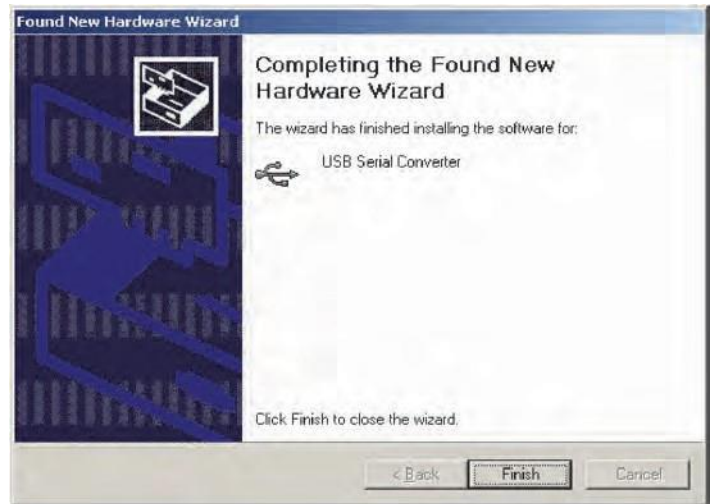 Found New Hardware Wizard
Completing the Found New
Hardware Wizard
The wizard has finished installing the software for:
USB Serial Converter
Click Finish to close the wizard.
< Back
Finish
Cancel